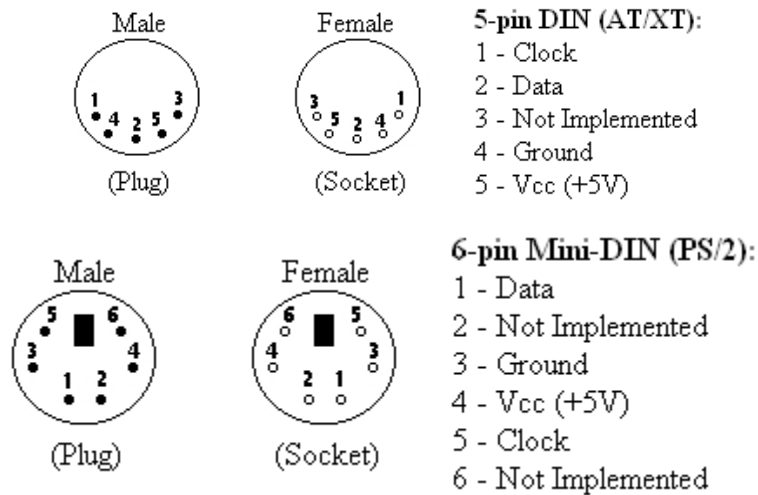 Male
Female
5-pin DIN (AT/XT):
1 - Clock
2 - Data
3 - Not Implemented
4 - Ground
5 - Vcc (+5V)
1 4 2 5 3
3 5 2 4 1
(Plug)
(Socket)
Male
Female
6-pin Mini-DIN (PS/2):
1 - Data
2 - Not Implemented
3 - Ground
4 - Vcc (+5V)
5 - Clock
6 - Not Implemented
5 6
3 4
1 2
6 5
4 3
2 1
(Plug)
(Socket)